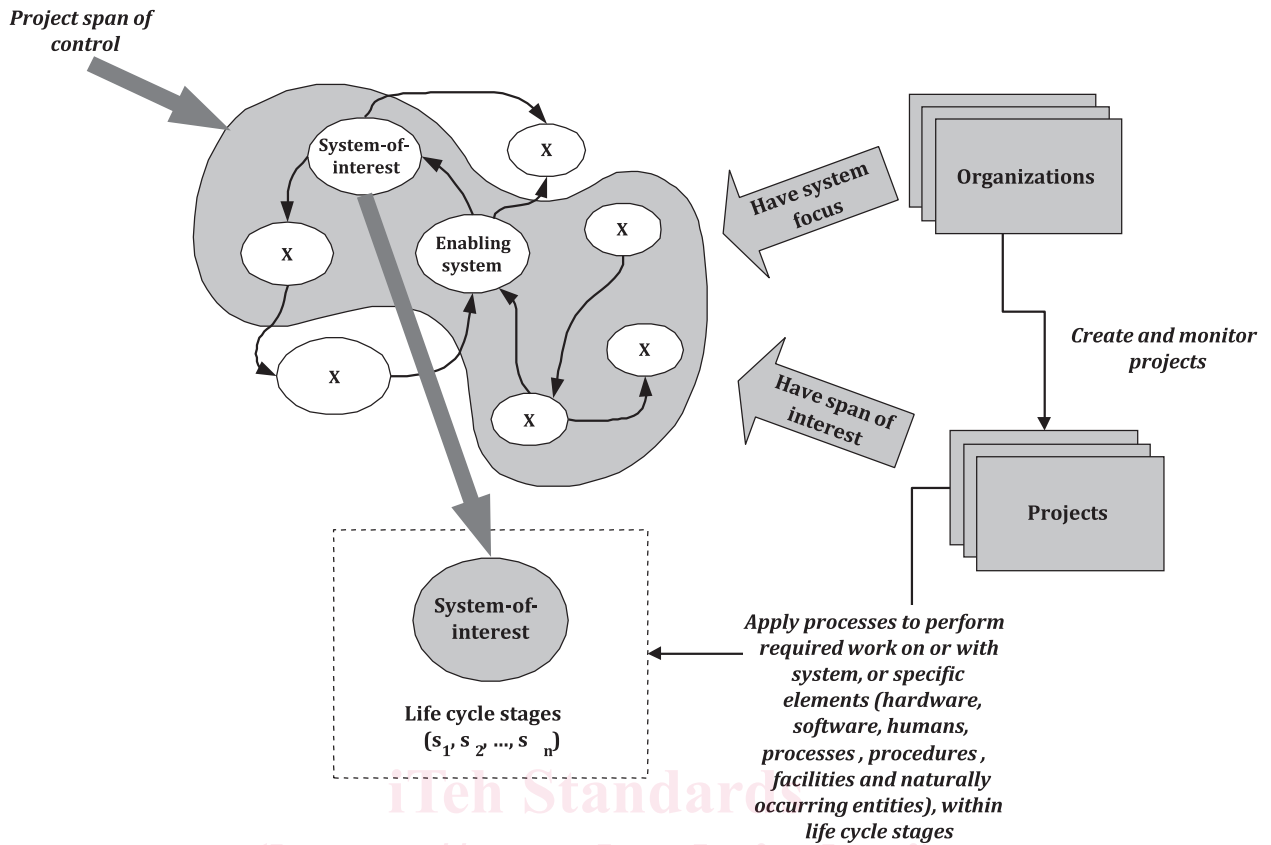 Project span of
control
System-of-
interest
X
X
Enabling
system
X
X
X
X
Have system
focus
Organizations
Create and monitor
projects
Have span of
interest
Projects
System-of-
interest
Life cycle stages
(s1, s2, ..., s n)
Apply processes to perform
required work on or with
system, or specific
elements (hardware,
software, humans,
processes , procedures ,
facilities and naturally
occurring entities), within
life cycle stages
iTeh Standards